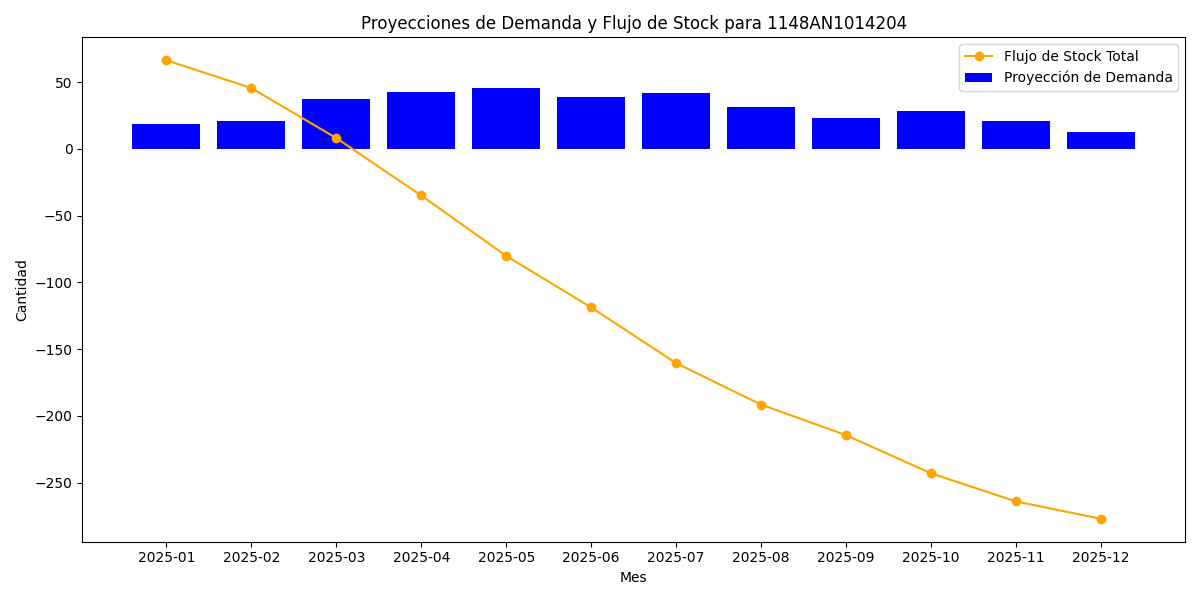 Proyecciones de Demanda y Flujo de Stock para 1148AN1014204
Flujo de Stock Total
Proyección de Demanda
50
0
−50
−100
−150
−200
−250
Cantidad
2025-01 2025-02 2025-03 2025-04 2025-05 2025-06 2025-07 2025-08 2025-09 2025-10 2025-11 2025-12
Mes